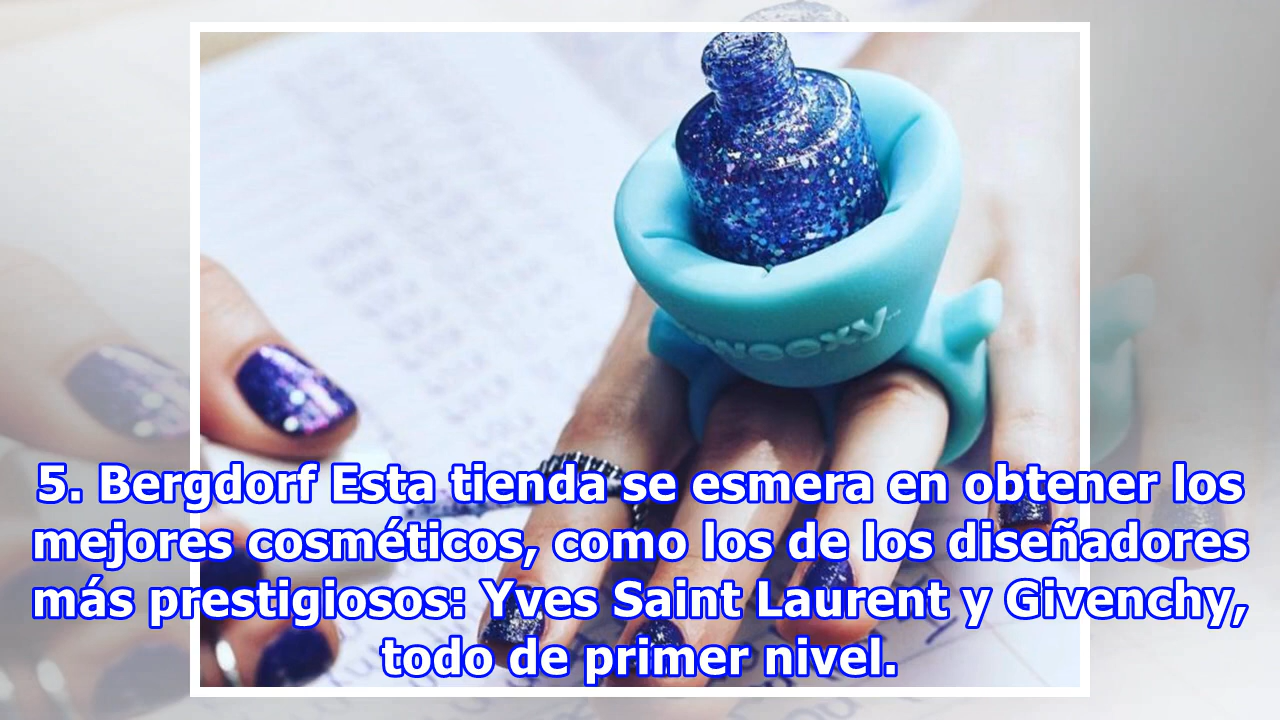 tweexy
5. Bergdorf Esta tienda se esmera en obtener los
mejores cosméticos, como los de los diseñadores
más prestigiosos: Yves Saint Laurent y Givenchy,
todo de primer nivel.